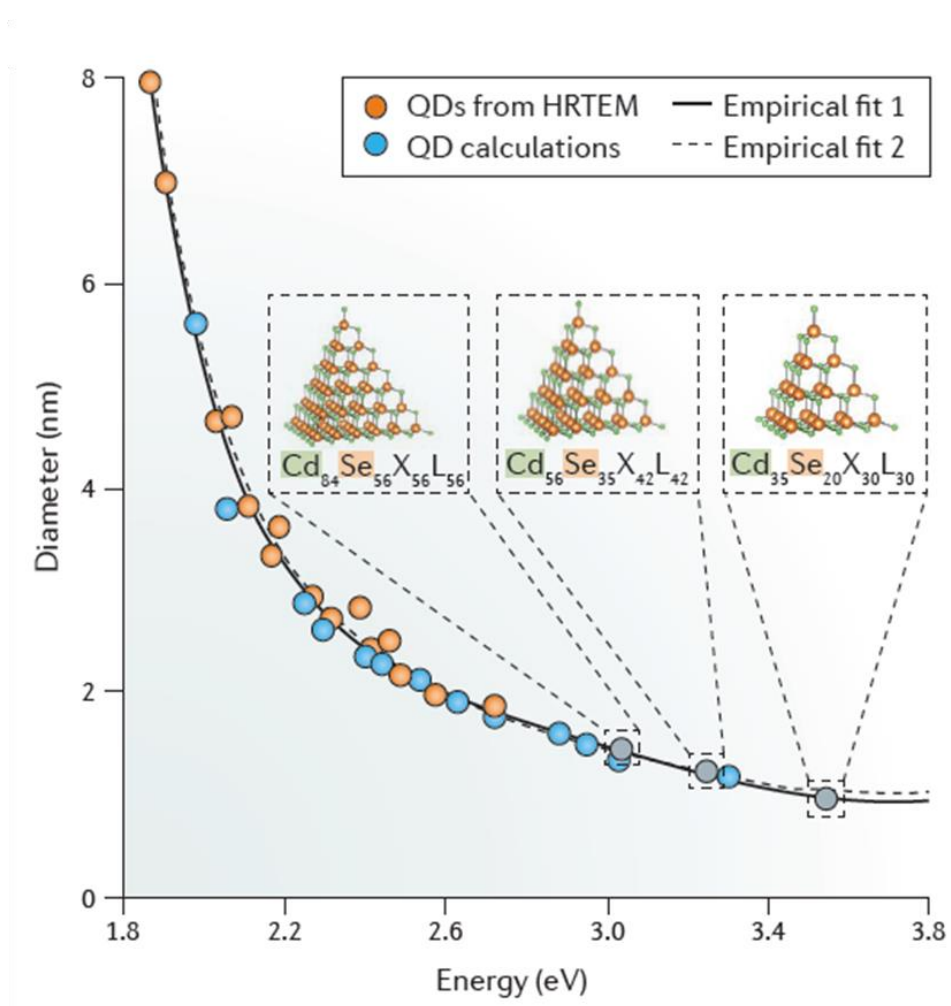 QDs from HRTEM
QD calculations
Empirical fit 1
Empirical fit 2
Diameter (nm)
8
6
4
2
0
Cd84Se56X56L56
Cd56Se35X42L42
Cd35Se20X30L30
1.8 2.2 2.6 3.0 3.4 3.8
Energy (eV)